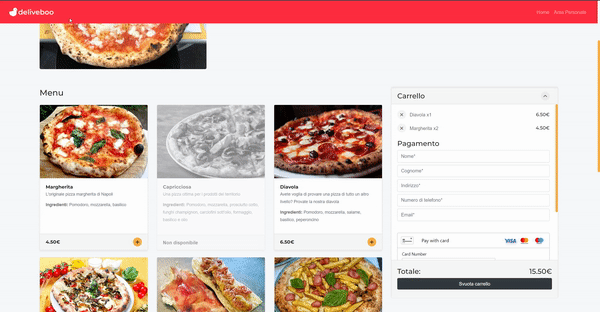 deliveboo
Home Area Personale
Menu
Margherita
L'originale pizza margherita di Napoli
Ingredienti: Pomodoro, mozzarella, basilico
4.50€
Capricciosa
Una pizza ottima per i prodotti del territorio
Ingredienti: Pomodoro, mozzarella, prosciutto cotto,
funghi champignon, carciofini sottolio, formaggio,
basilico e olio
Non disponibile
Diavola
Avete voglia di provare una pizza di tutto un altro
livello? Provate la nostra diavola
Ingredienti: Pomodoro, mozzarella, salame,
basilico, peperoncino
6.50€
Carrello
Diavola x1 6.50€
Margherita x2 4.50€
Pagamento
Nome*
Cognome*
Indirizzo*
Numero di telefono*
Email*
Pay with card VISA
Card Number
Totale: 15.50€
Svuota carrello